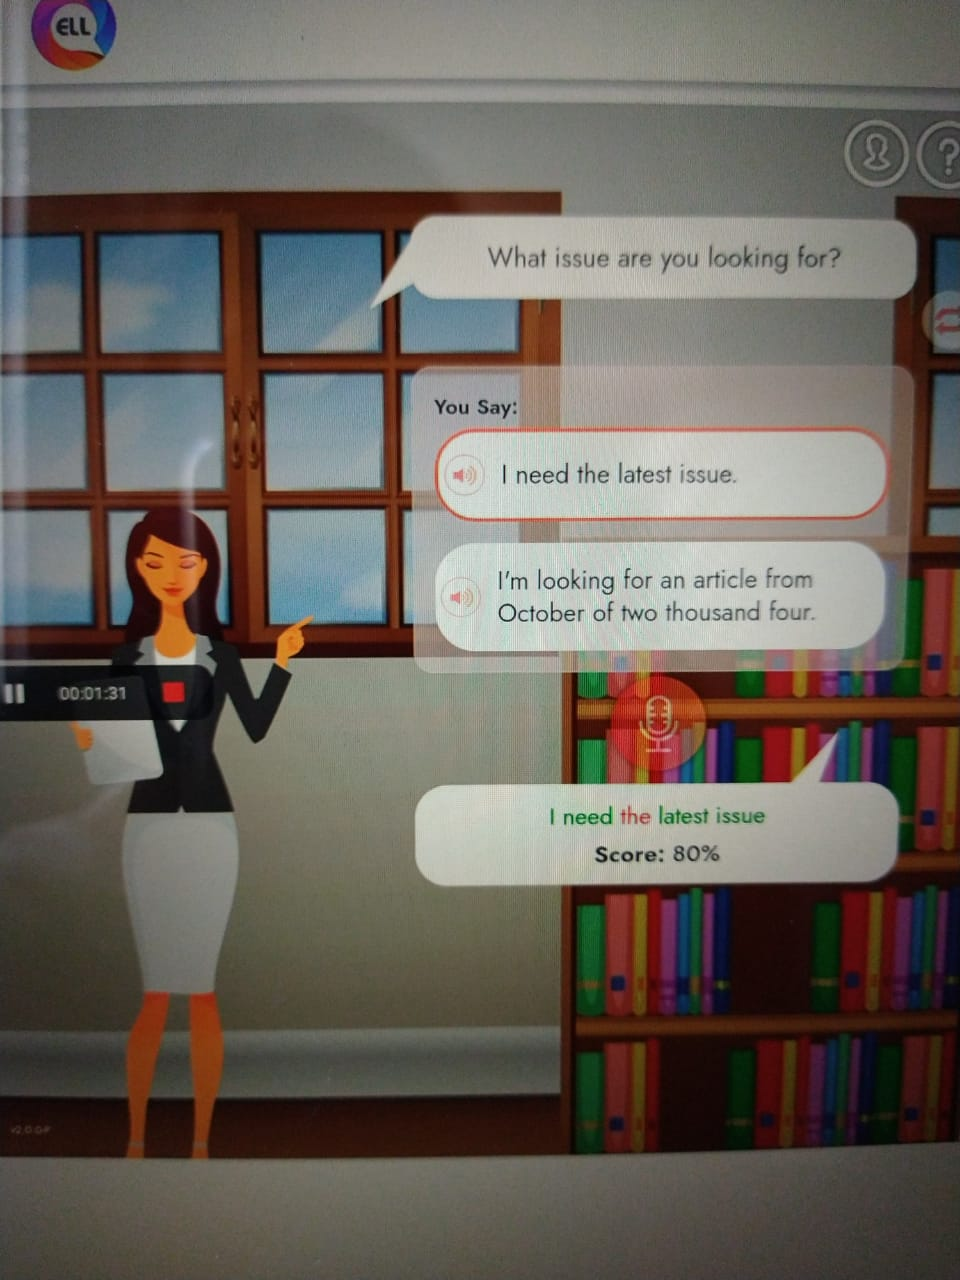 ELL
What issue are you looking for?
You Say:
I need the latest issue.
I'm looking for an article from
October of two thousand four.
00:01:31
I need the latest issue
Score: 80%